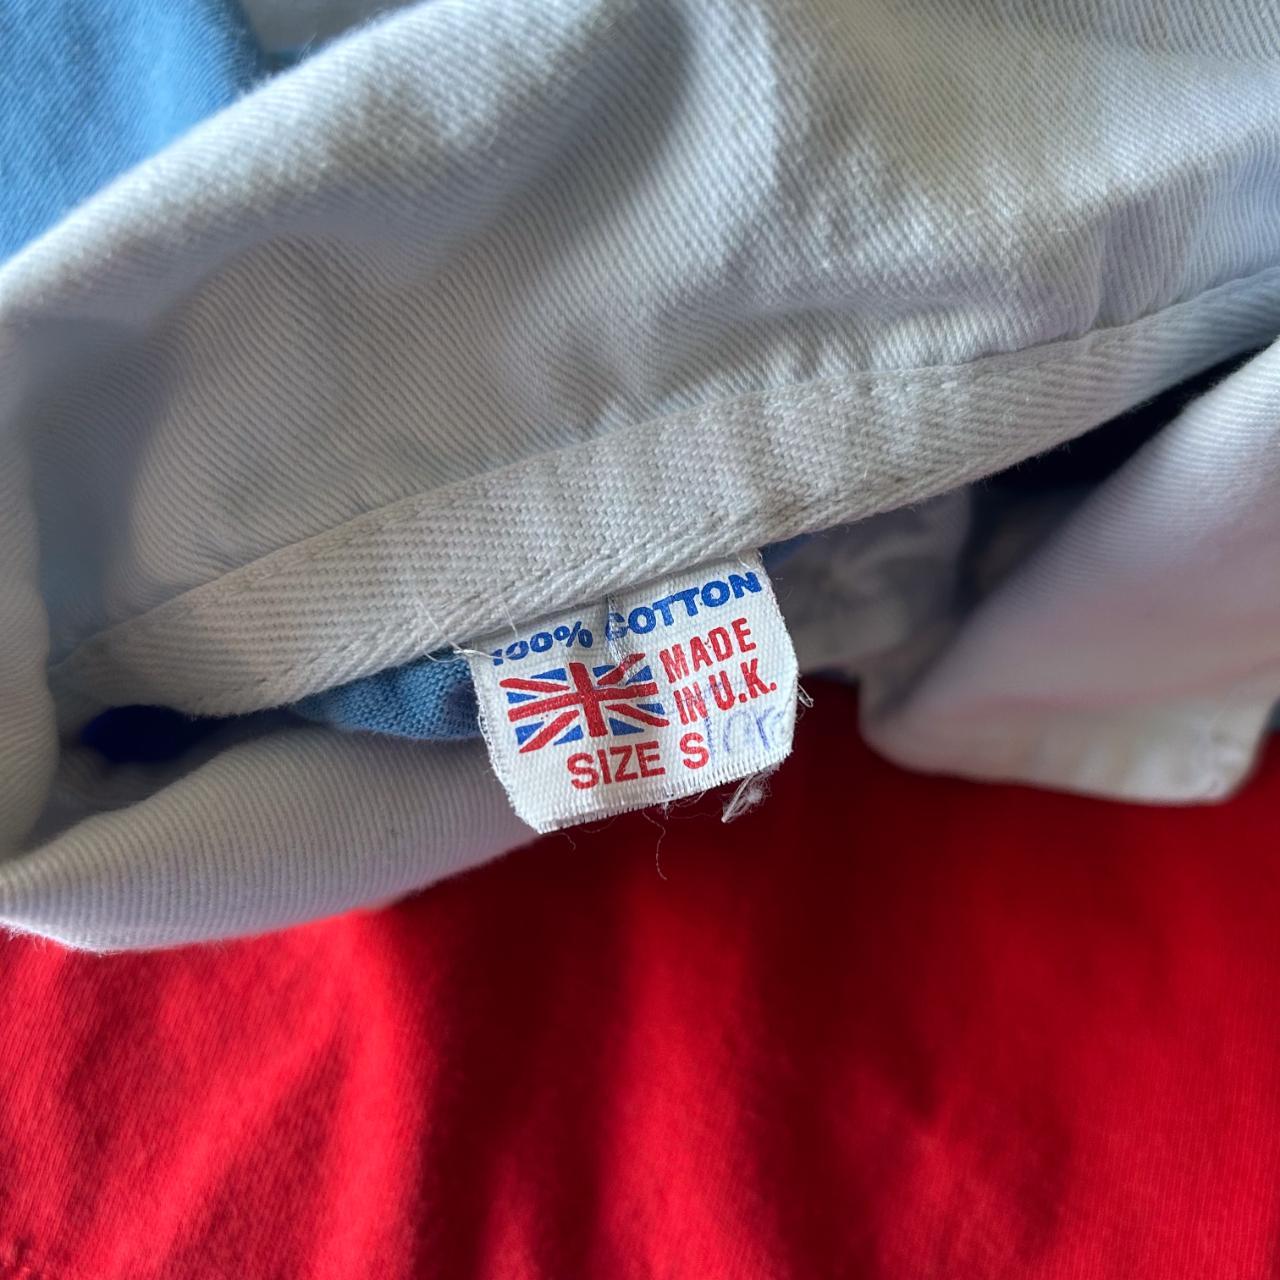 100% COTTON
MADE
IN U.K.
SIZE S